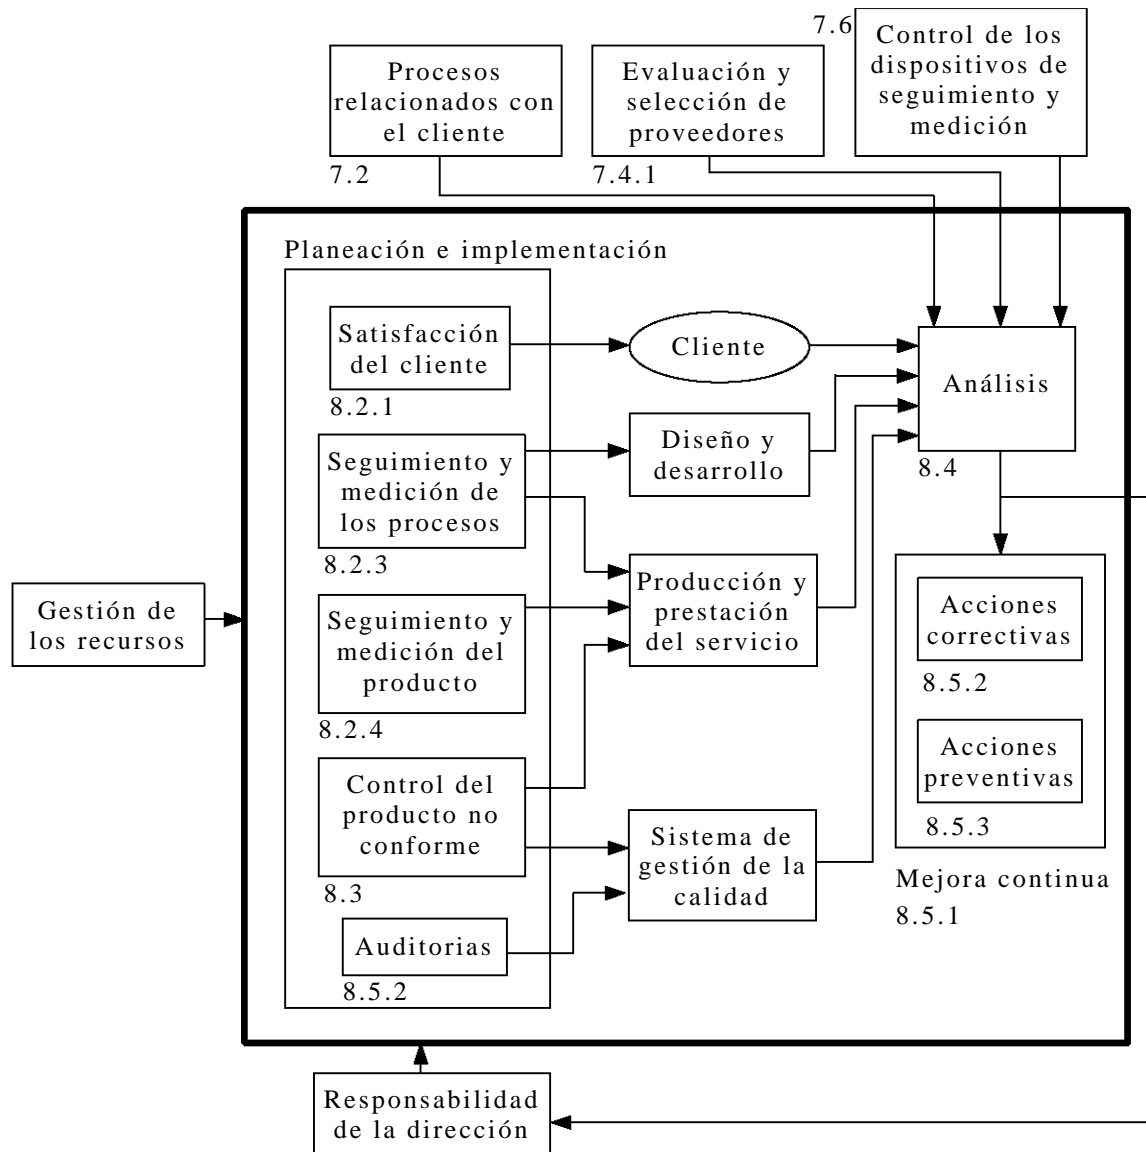 7.6
Control de los
dispositivos de
seguimiento y
medición
Procesos
relacionados con
el cliente
7.2
Evaluación y
selección de
proveedores
7.4.1
Planeación e implementación
Satisfacción
del cliente
8.2.1
Cliente
Análisis
8.4
Seguimiento y
medición de
los procesos
8.2.3
Diseño y
desarrollo
Gestión de
los recursos
Seguimiento y
medición del
producto
8.2.4
Producción y
prestación
del servicio
Acciones
correctivas
8.5.2
Acciones
preventivas
8.5.3
Mejora continua
8.5.1
Control del
producto no
conforme
8.3
Sistema de
gestión de la
calidad
Auditorias
8.5.2
Responsabilidad
de la dirección